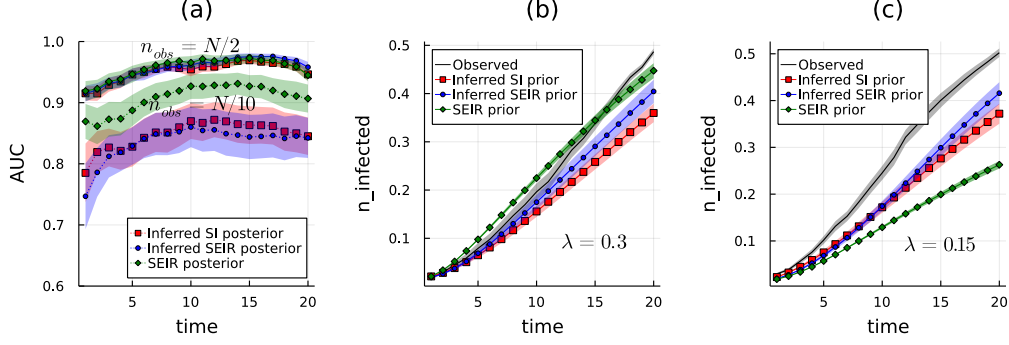 (a)
1.0
0.9
0.8
0.7
0.6
AUC
n_obs = N/2
n_obs = N/10
Inferred SI posterior
Inferred SEIR posterior
SEIR posterior
5
10
15
20
time
(b)
0.5
0.4
0.3
0.2
0.1
n_infected
Observed
Inferred SI prior
Inferred SEIR prior
SEIR prior
λ = 0.3
5
10
15
20
time
(c)
0.5
0.4
0.3
0.2
0.1
n_infected
Observed
Inferred SI prior
Inferred SEIR prior
SEIR prior
λ = 0.15
5
10
15
20
time